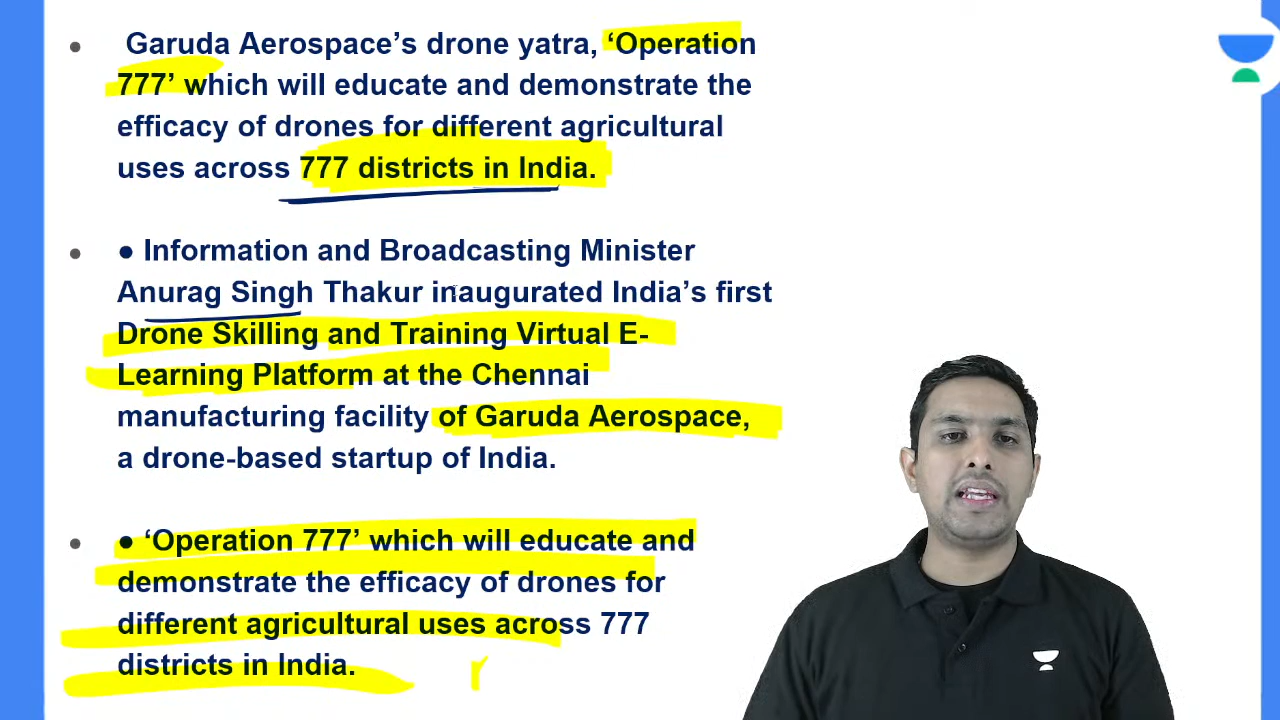 Garuda Aerospace’s drone yatra, ‘Operation
777’ which will educate and demonstrate the
efficacy of drones for different agricultural
uses across 777 districts in India.
● Information and Broadcasting Minister
Anurag Singh Thakur inaugurated India’s first
Drone Skilling and Training Virtual E-
Learning Platform at the Chennai
manufacturing facility of Garuda Aerospace,
a drone-based startup of India.
● ‘Operation 777’ which will educate and
demonstrate the efficacy of drones for
different agricultural uses across 777
districts in India.